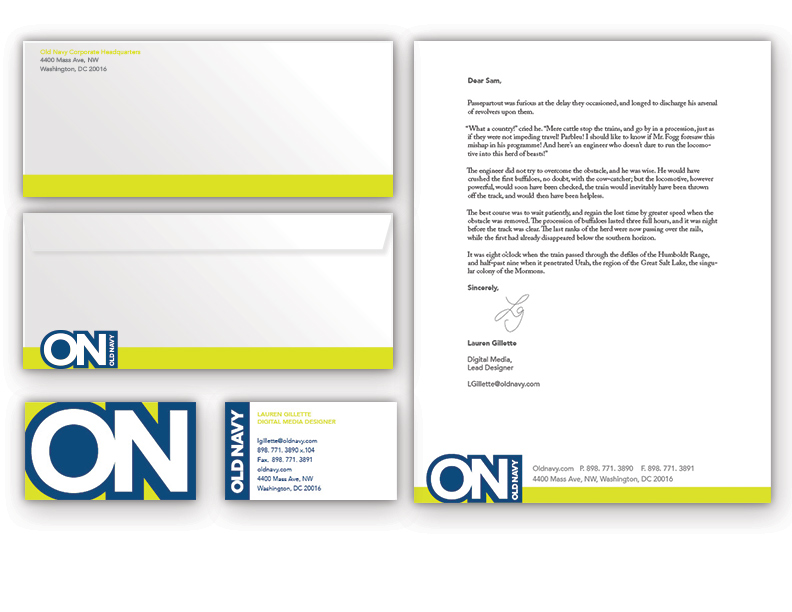 Old Navy Corporate Headquarters
4400 Mass Ave, NW
Washington, DC 20016
ON
OLD NAVY
ON
OLD NAVY
LAUREN GILLETTE
DIGITAL MEDIA DESIGNER
lgillette@oldnavy.com
898. 771. 3890 x.104
Fax. 898. 771. 3891
oldnavy.com
4400 Mass Ave, NW
Washington, DC 20016
Dear Sam,
Passepartout was furious at the delay they occasioned, and longed to discharge his arsenal
of revolvers upon them.
"What a country!" cried he. "Mere cattle stop the trains, and go by in a procession, just as
if they were not impeding travel! Parbleu! I should like to know if Mr. Fogg foresaw this
mishap in his programme! And here's an engineer who doesn't dare to run the locomo-
tive into this herd of beasts!"
The engineer did not try to overcome the obstacle, and he was wise. He would have
crushed the first buffaloes, no doubt, with the cow-catcher; but the locomotive, however
powerful, would soon have been checked, the train would inevitably have been thrown
off the track, and would then have been helpless.
The best course was to wait patiently, and regain the lost time by greater speed when the
obstacle was removed. The procession of buffaloes lasted three full hours, and it was night
before the track was clear. The last ranks of the herd were now passing over the rails,
while the first had already disappeared below the southern horizon.
It was eight o'clock when the train passed through the defiles of the Humboldt Range,
and half-past nine when it penetrated Utah, the region of the Great Salt Lake, the singu-
lar colony of the Mormons.
Sincerely,
Lg
Lauren Gillette
Digital Media,
Lead Designer
LGillette@oldnavy.com
ON
OLD NAVY
Oldnavy.com P. 898. 771. 3890 F. 898. 771. 3891
4400 Mass Ave, NW, Washington, DC 20016